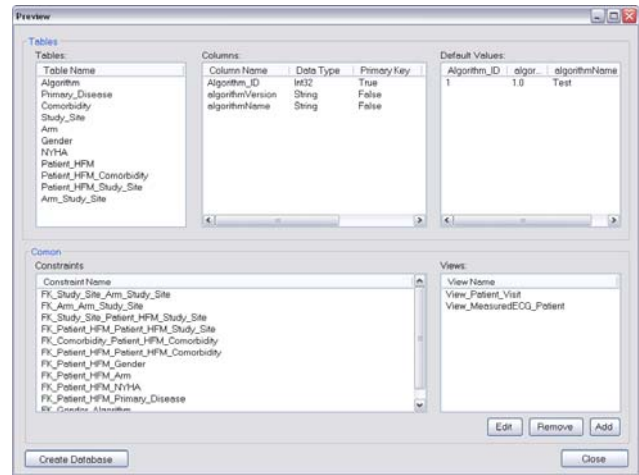 Preview
Tables
Tables:
Table Name
Algorithm
Primary_Disease
Comorbidity
Study_Site
Arm
Gender
NYHA
Patient_HFM
Patient_HFM_Comorbidity
Patient_HFM_Study_Site
Arm_Study_Site
Columns:
Column Name Data Type Primary Key
Algorithm_ID Int32 True
algorithmVersion String False
algorithmName String False
Default Values:
Algorithm_ID algor... algorithmName
1 1.0 Test
Comon
Constraints
Constraint Name
FK_Study_Site_Arm_Study_Site
FK_Arm_Arm_Study_Site
FK_Study_Site_Patient_HFM_Study_Site
FK_Patient_HFM_Patient_HFM_Study_Site
FK_Comorbidity_Patient_HFM_Comorbidity
FK_Patient_HFM_Patient_HFM_Comorbidity
FK_Patient_HFM_Gender
FK_Patient_HFM_Arm
FK_Patient_HFM_NYHA
FK_Patient_HFM_Primary_Disease
FK_Gender_Algorithm
Views:
View Name
View_Patient_Visit
View_MeasuredECG_Patient
Edit Remove Add
Create Database Close